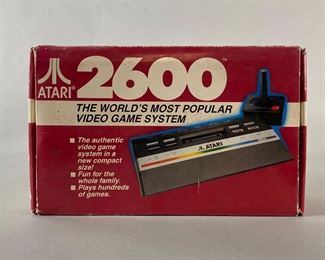 2600™
ATARI®
THE WORLD'S MOST POPULAR
VIDEO GAME SYSTEM
■ The authentic
video game
system in a
new compact
size!
■ Fun for the
whole family.
■ Plays hundreds
of games.
ATARI